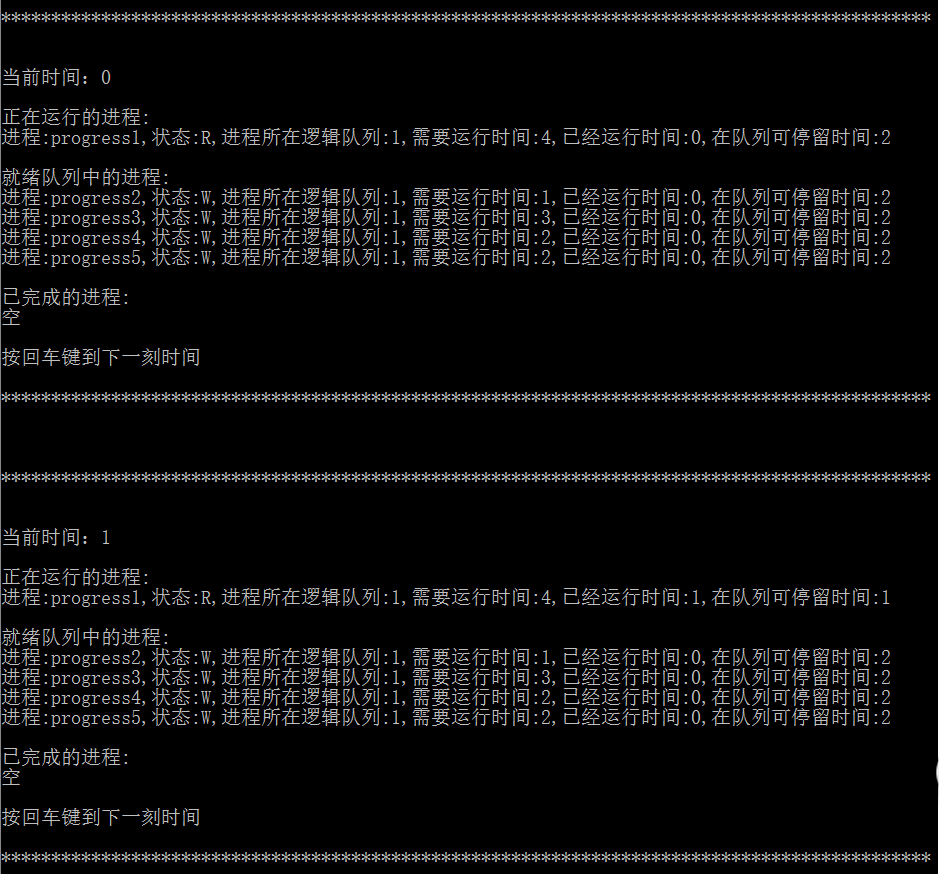 *********************************************************************************************
当前时间：0
正在运行的进程:
进程:progress1,状态:R,进程所在逻辑队列:1,需要运行时间:4,已经运行时间:0,在队列可停留时间:2
就绪队列中的进程:
进程:progress2,状态:W,进程所在逻辑队列:1,需要运行时间:1,已经运行时间:0,在队列可停留时间:2
进程:progress3,状态:W,进程所在逻辑队列:1,需要运行时间:3,已经运行时间:0,在队列可停留时间:2
进程:progress4,状态:W,进程所在逻辑队列:1,需要运行时间:2,已经运行时间:0,在队列可停留时间:2
进程:progress5,状态:W,进程所在逻辑队列:1,需要运行时间:2,已经运行时间:0,在队列可停留时间:2
已完成的进程:
空
按回车键到下一刻时间
*********************************************************************************************
*********************************************************************************************
当前时间：1
正在运行的进程:
进程:progress1,状态:R,进程所在逻辑队列:1,需要运行时间:4,已经运行时间:1,在队列可停留时间:1
就绪队列中的进程:
进程:progress2,状态:W,进程所在逻辑队列:1,需要运行时间:1,已经运行时间:0,在队列可停留时间:2
进程:progress3,状态:W,进程所在逻辑队列:1,需要运行时间:3,已经运行时间:0,在队列可停留时间:2
进程:progress4,状态:W,进程所在逻辑队列:1,需要运行时间:2,已经运行时间:0,在队列可停留时间:2
进程:progress5,状态:W,进程所在逻辑队列:1,需要运行时间:2,已经运行时间:0,在队列可停留时间:2
已完成的进程:
空
按回车键到下一刻时间
*********************************************************************************************